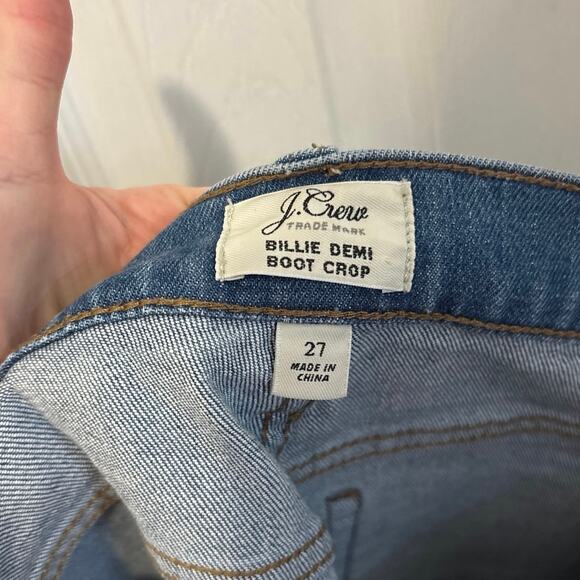 J.Crew
TRADE MARK
BILLIE DEMI
BOOT CROP
27
MADE IN
CHINA